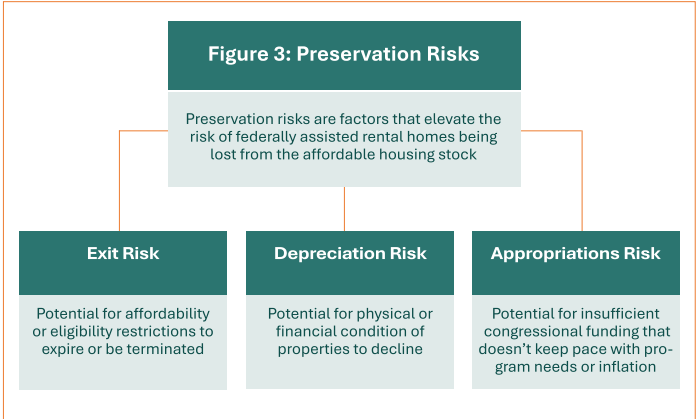 Figure 3: Preservation Risks
Preservation risks are factors that elevate the
risk of federally assisted rental homes being
lost from the affordable housing stock
Exit Risk
Potential for affordability
or eligibility restrictions to
expire or be terminated
Depreciation Risk
Potential for physical or
financial condition of
properties to decline
Appropriations Risk
Potential for insufficient
congressional funding that
doesn’t keep pace with pro-
gram needs or inflation